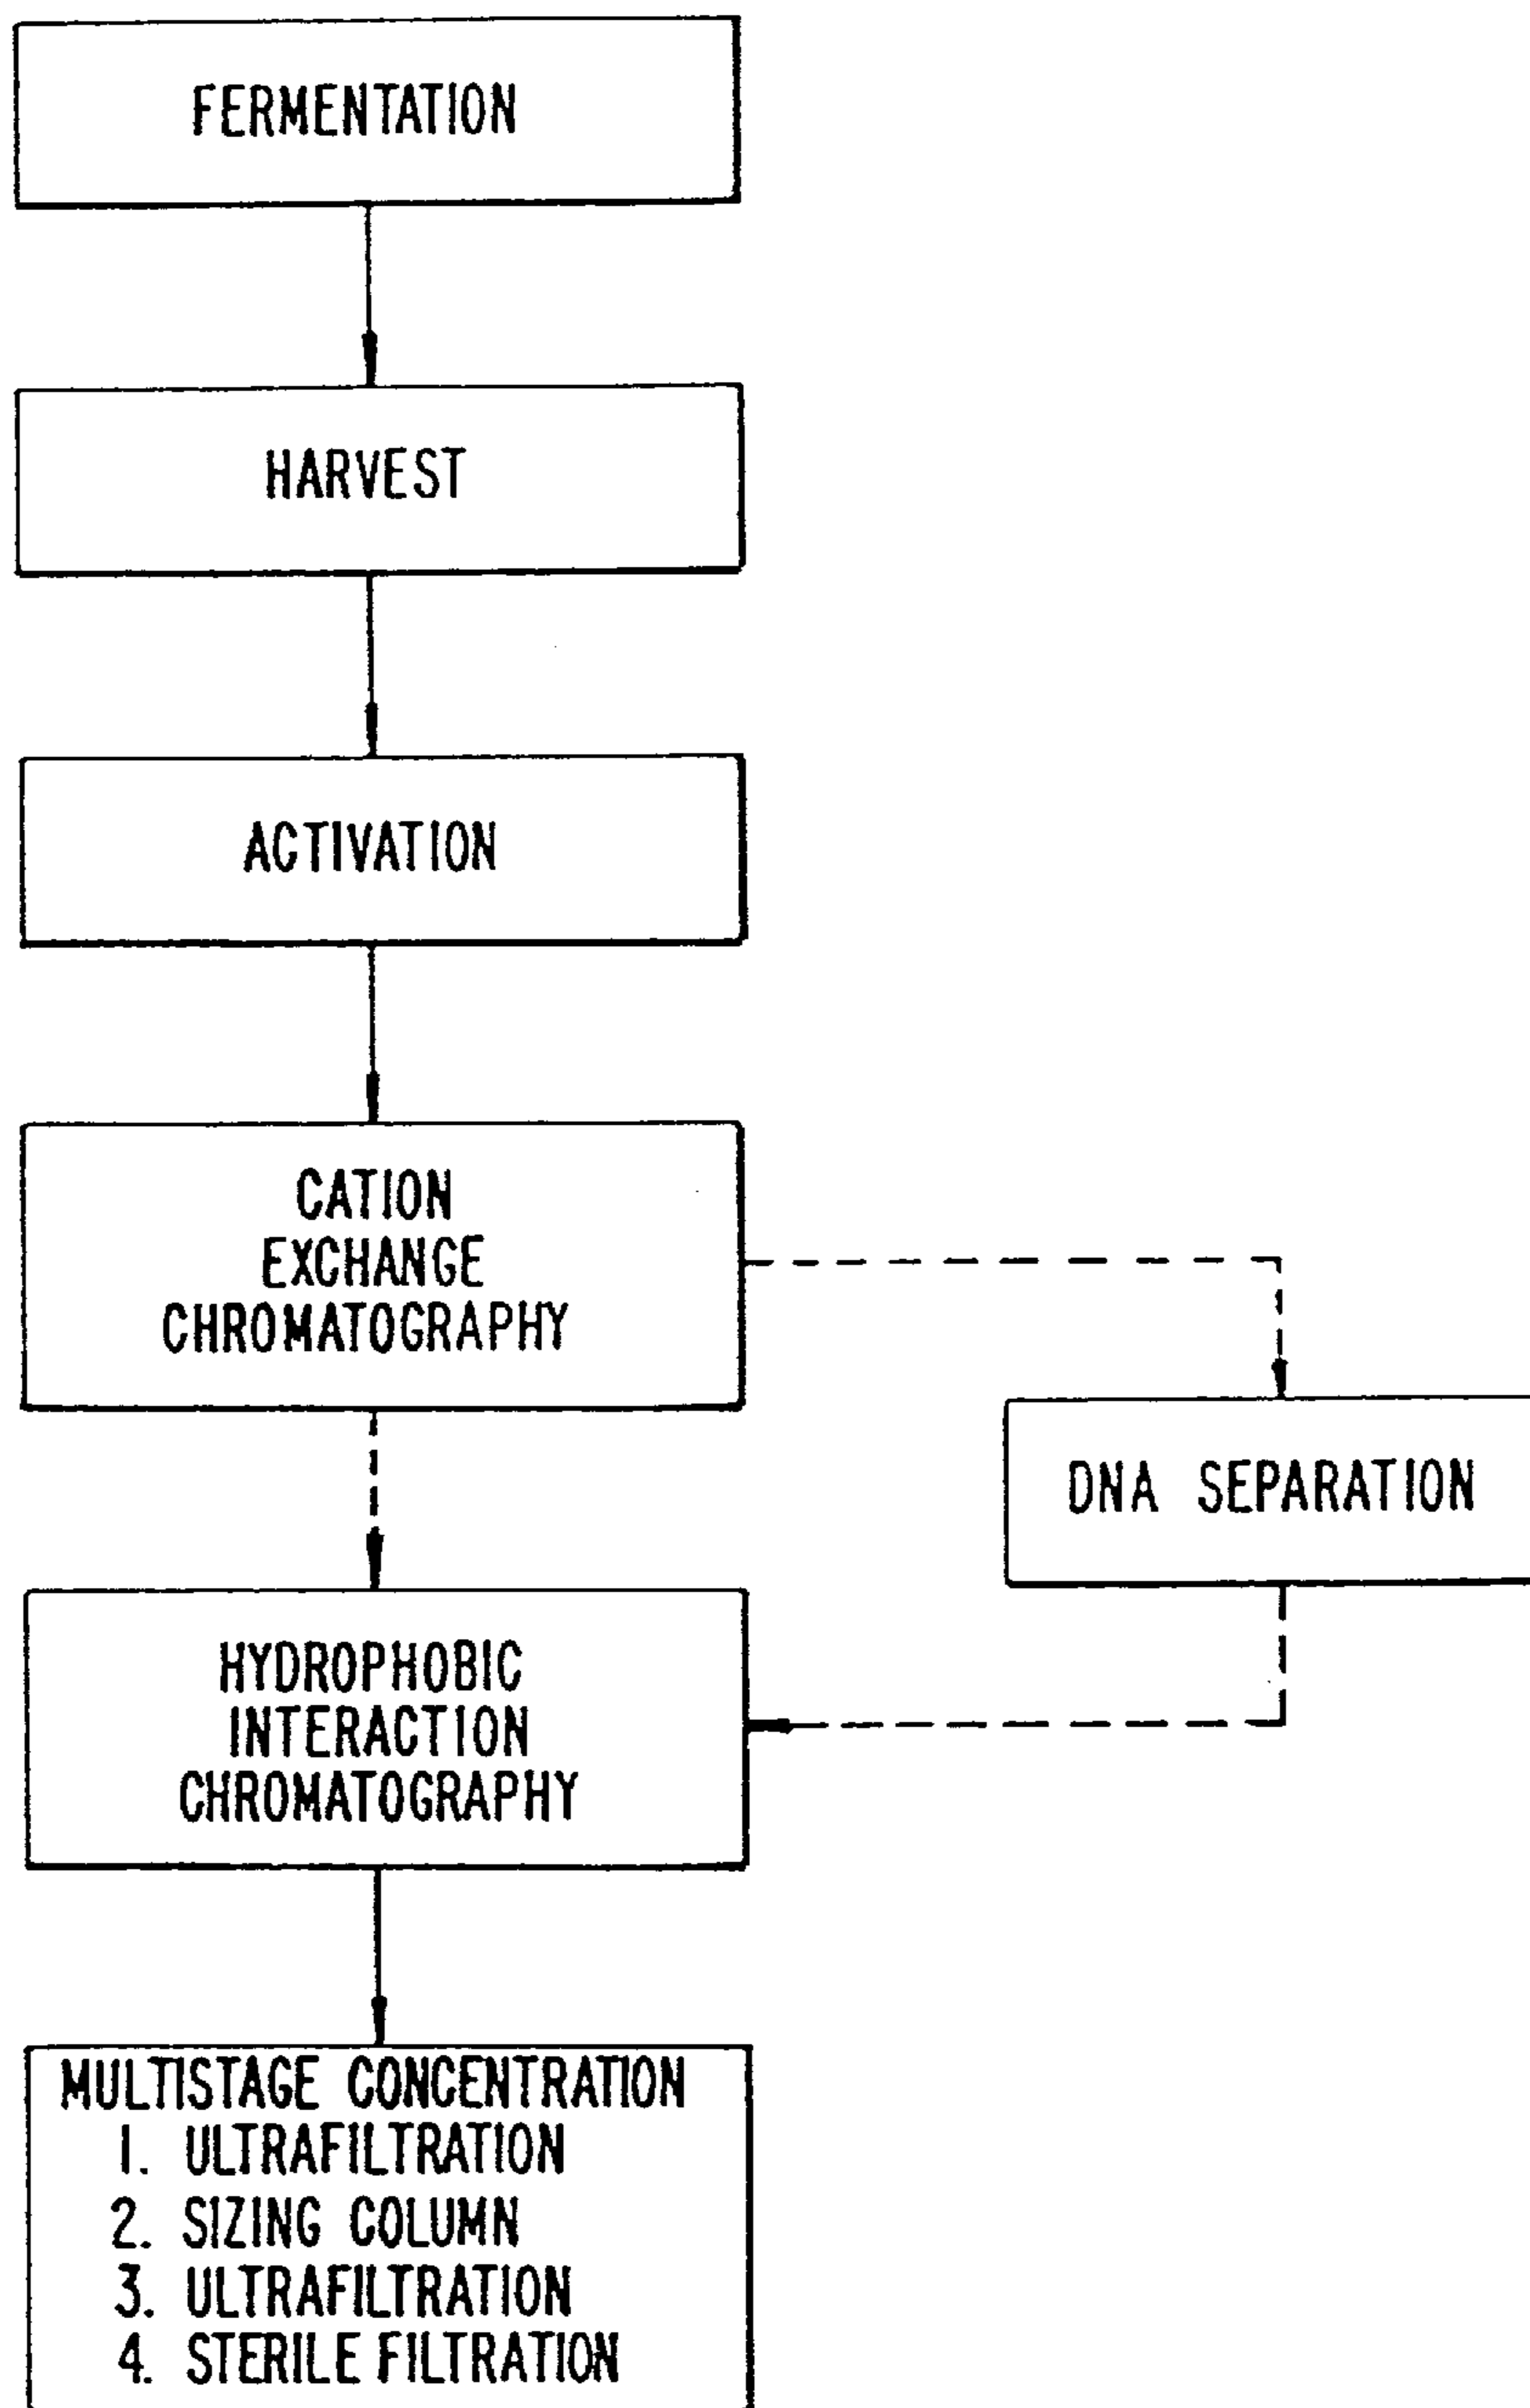 FERMENTATION
HARVEST
ACTIVATION
CATION
EXCHANGE
CHROMATOGRAPHY
DNA SEPARATION
HYDROPHOBIC
INTERACTION
CHROMATOGRAPHY
MULTISTAGE CONCENTRATION
1. ULTRAFILTRATION
2. SIZING COLUMN
3. ULTRAFILTRATION
4. STERILE FILTRATION